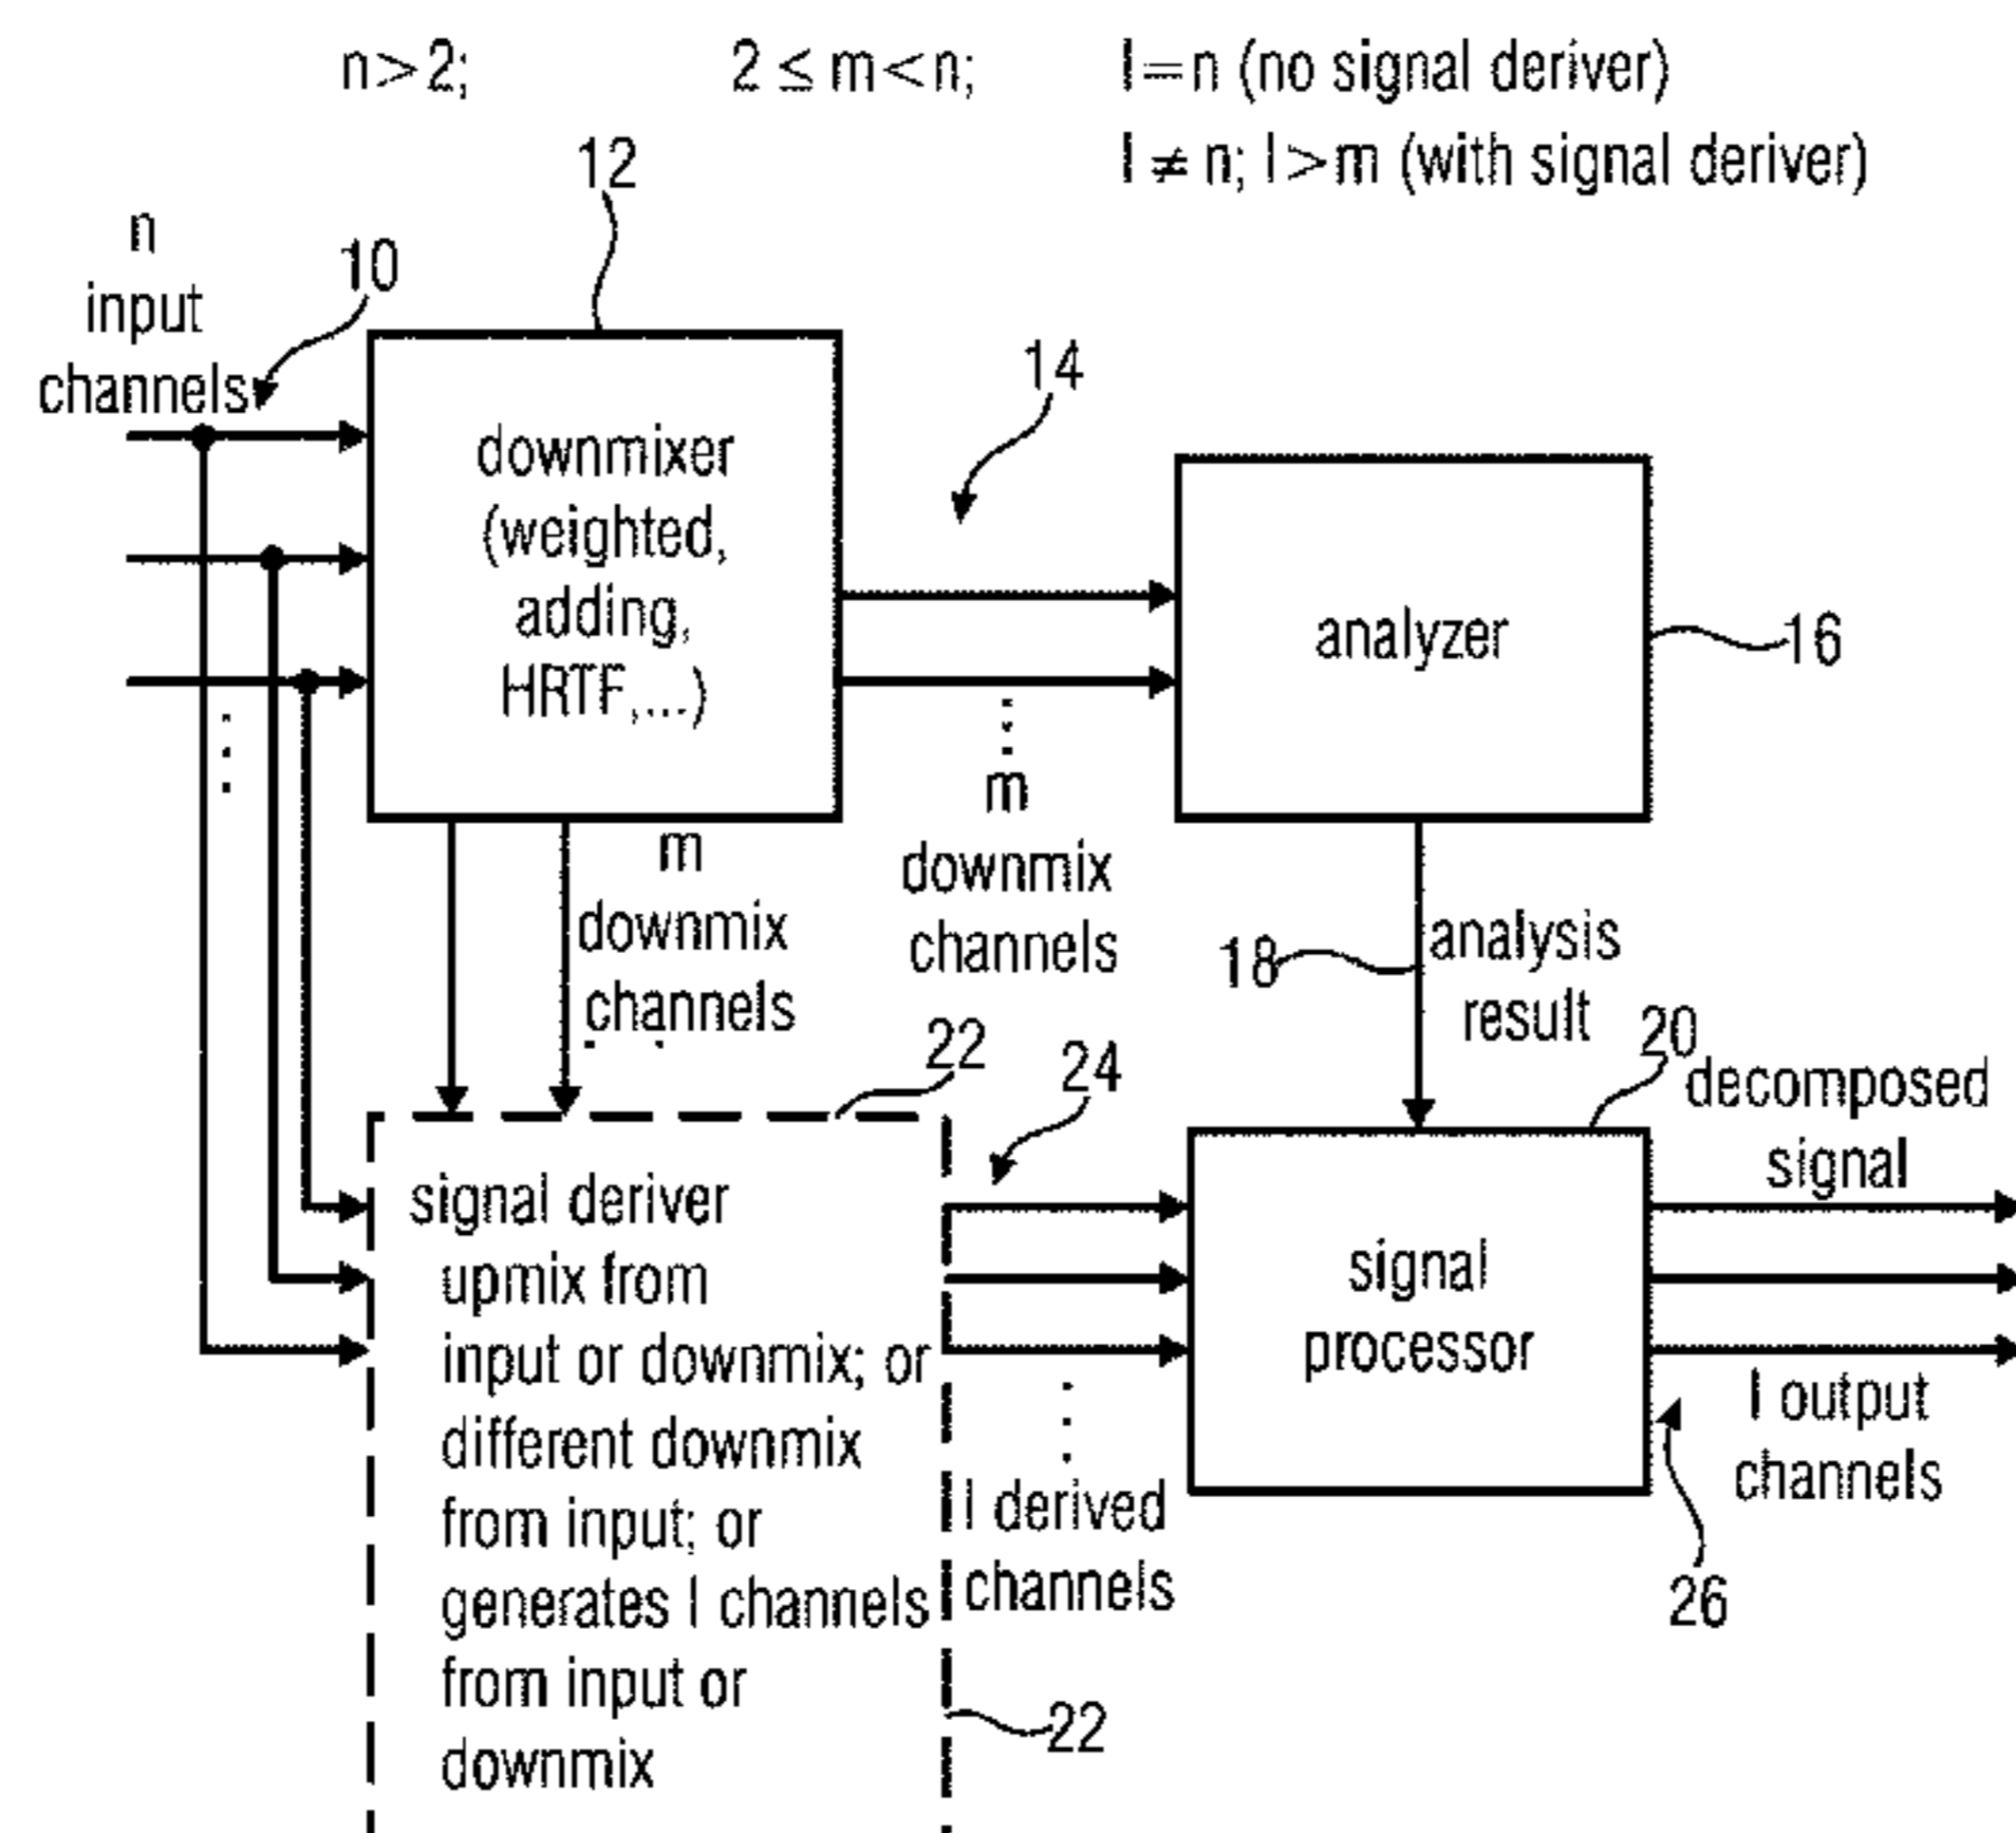 n>2; 2 ≤ m<n; l=n (no signal deriver)
l ≠ n; l>m (with signal deriver)
12
n
input
channels
10
14
downmixer
(weighted,
adding,
HRTF,...)
analyzer
16
m
downmix
channels
m
downmix
channels
18
analysis
result
22
24
20
decomposed
signal
signal deriver
upmix from
input or downmix; or
different downmix
from input; or
generates l channels
from input or
downmix
signal
processor
l output
channels
l derived
channels
26
22